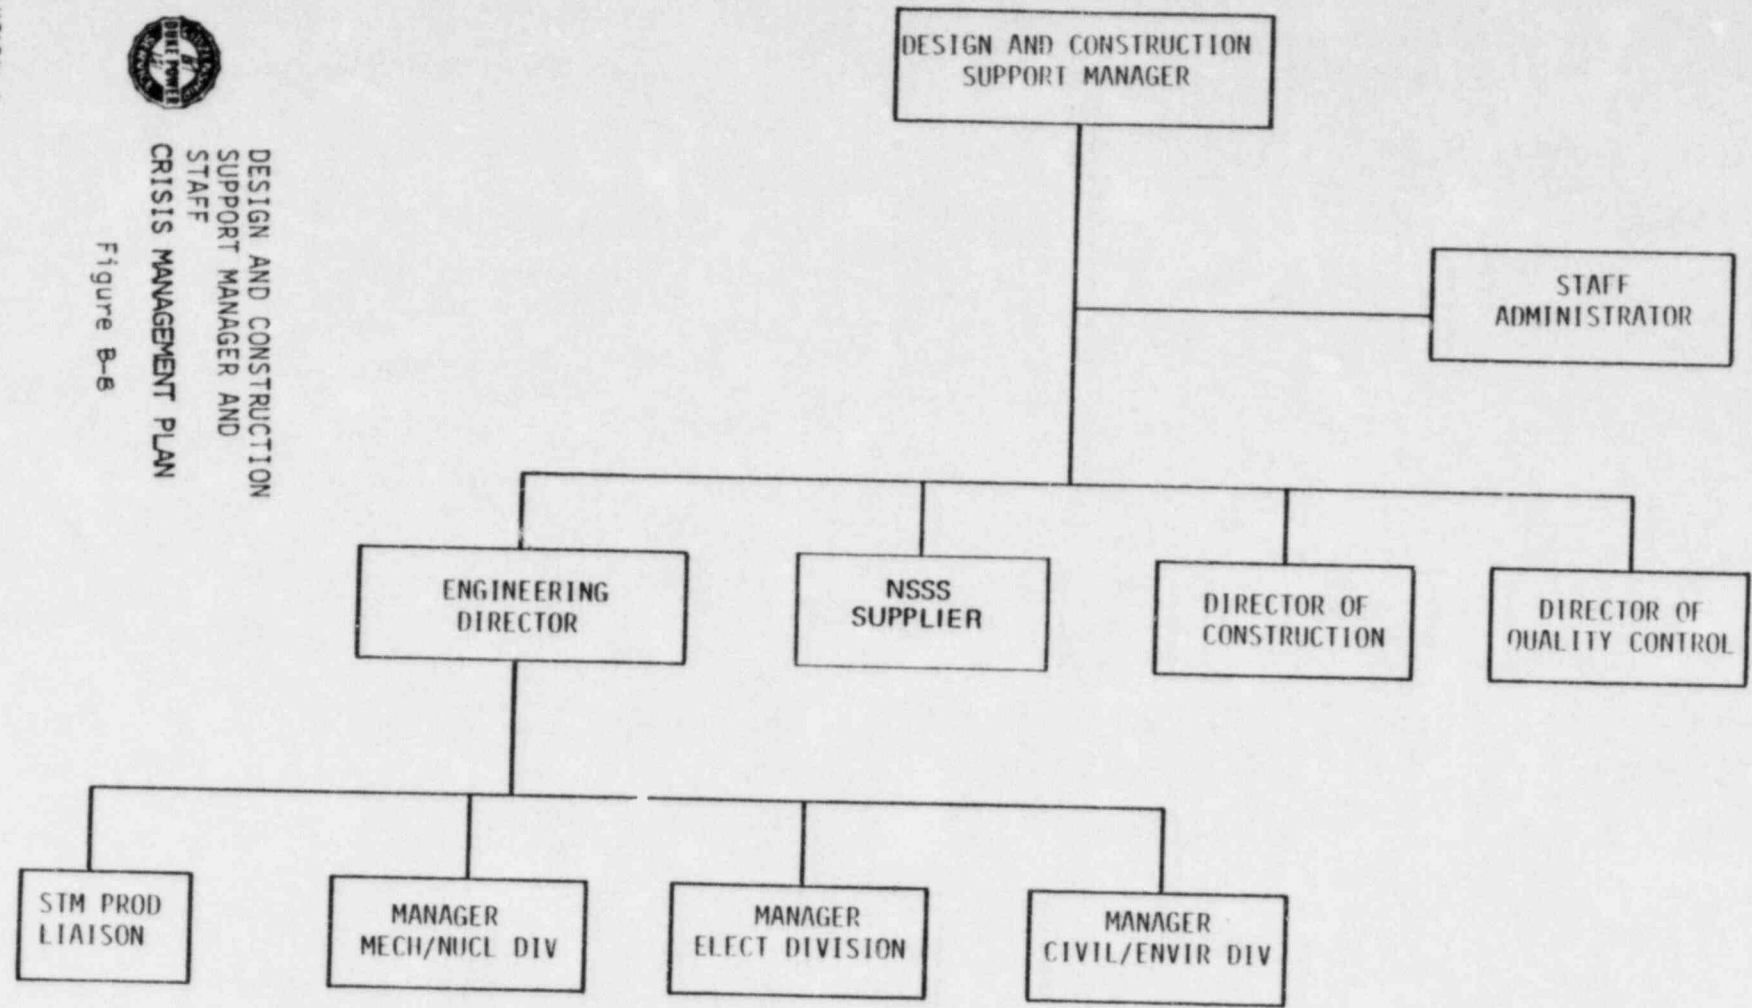 DESIGN AND CONSTRUCTION
SUPPORT MANAGER
STAFF
ADMINISTRATOR
ENGINEERING
DIRECTOR
NSSS
SUPPLIER
DIRECTOR OF
CONSTRUCTION
DIRECTOR OF
QUALITY CONTROL
STM PROD
LIAISON
MANAGER
MECH/NUCL DIV
MANAGER
ELECT DIVISION
MANAGER
CIVIL/ENVIR DIV
DUKE POWER
DESIGN AND CONSTRUCTION
SUPPORT MANAGER AND
STAFF
CRISIS MANAGEMENT PLAN
Figure B-8